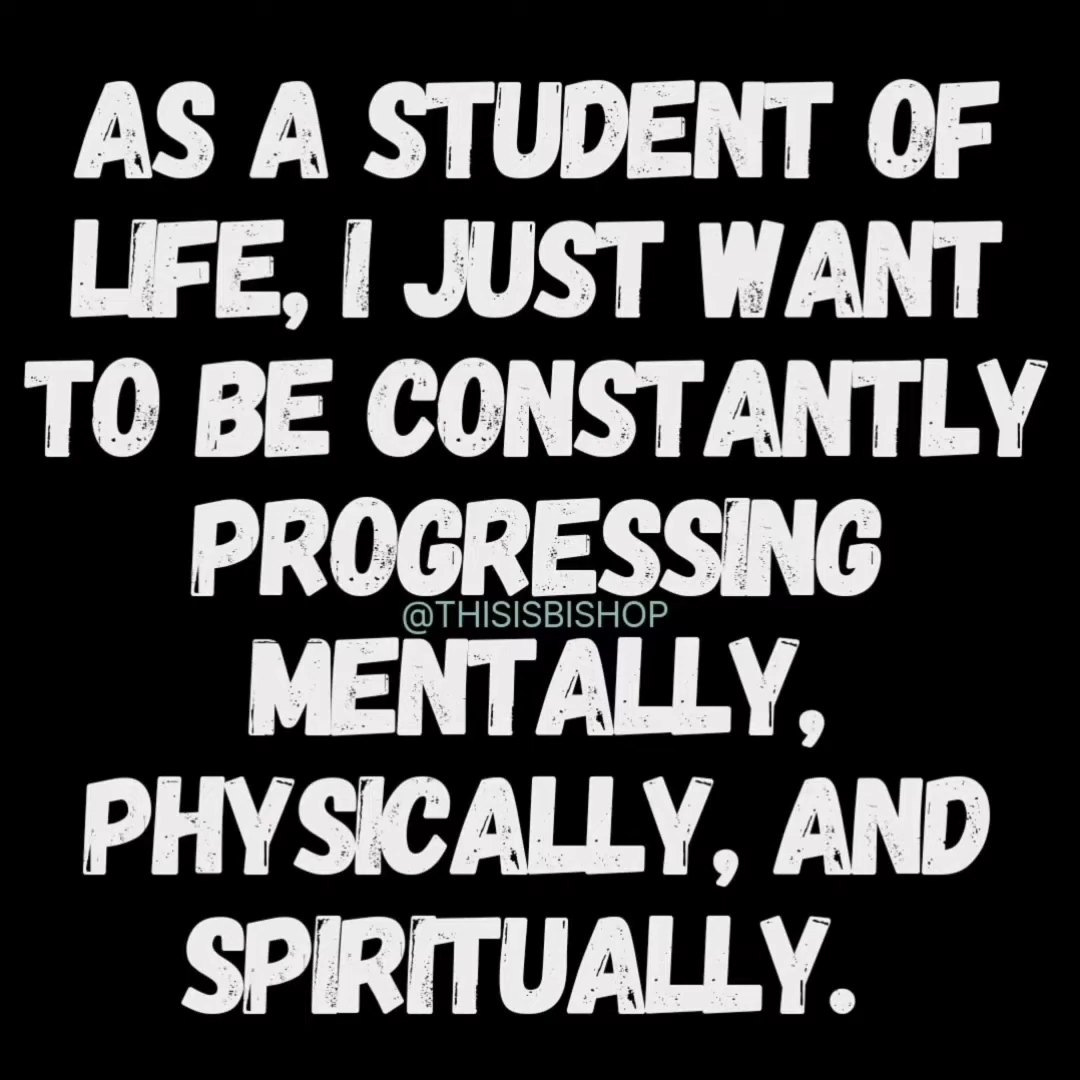 AS A STUDENT OF
LIFE, I JUST WANT
TO BE CONSTANTLY
PROGRESSING
@THISISBISHOP
MENTALLY,
PHYSICALLY, AND
SPIRITUALLY.